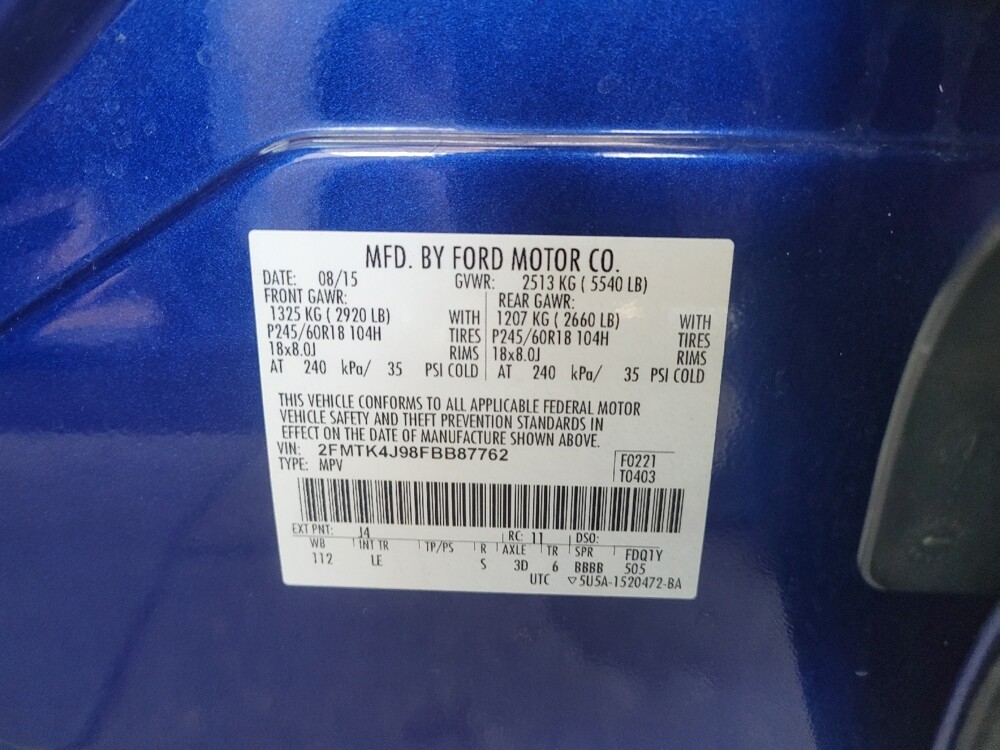 MFD. BY FORD MOTOR CO.
DATE: 08/15 GVWR: 2513 KG ( 5540 LB)
FRONT GAWR: REAR GAWR:
1325 KG ( 2920 LB) WITH 1207 KG ( 2660 LB) WITH
P245/60R18 104H TIRES P245/60R18 104H TIRES
18x8.0J RIMS 18x8.0J RIMS
AT 240 kPa/ 35 PSI COLD AT 240 kPa/ 35 PSI COLD
THIS VEHICLE CONFORMS TO ALL APPLICABLE FEDERAL MOTOR
VEHICLE SAFETY AND THEFT PREVENTION STANDARDS IN
EFFECT ON THE DATE OF MANUFACTURE SHOWN ABOVE.
VIN: 2FMTK4J98FBB87762
TYPE: MPV F0221
T0403
EXT PNT: J4 RC: 11 DSO:
WB INT TR TP/PS R AXLE TR SPR FDQ1Y
112 LE S 3D 6 BBBB 505
UTC ▽5U5A-1520472-BA